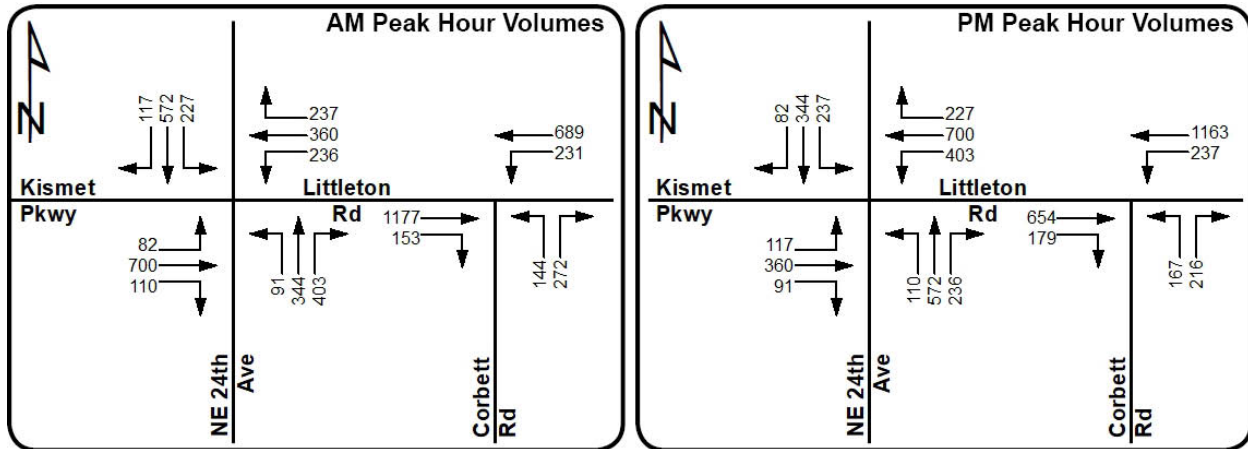 AM Peak Hour Volumes
N
117
572
227
237
360
236
689
231
Kismet
Littleton
Pkwy
Rd
82
700
110
91
344
403
1177
153
144
272
NE 24th
Ave
Corbett
Rd
PM Peak Hour Volumes
N
82
344
237
227
700
403
1163
237
Kismet
Littleton
Pkwy
Rd
117
360
91
110
572
236
654
179
167
216
NE 24th
Ave
Corbett
Rd